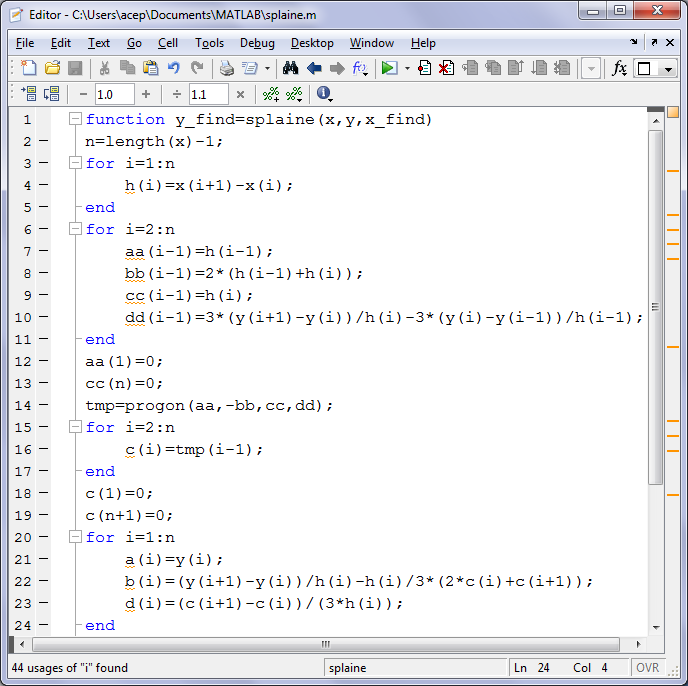 Editor - C:\Users\acep\Documents\MATLAB\splaine.m
File Edit Text Go Cell Tools Debug Desktop Window Help
fx
1.0 1.1
1 function y_find=splaine(x,y,x_find)
2 n=length(x)-1;
3 for i=1:n
4 h(i)=x(i+1)-x(i);
5 end
6 for i=2:n
7 aa(i-1)=h(i-1);
8 bb(i-1)=2*(h(i-1)+h(i));
9 cc(i-1)=h(i);
10 dd(i-1)=3*(y(i+1)-y(i))/h(i)-3*(y(i)-y(i-1))/h(i-1);
11 end
12 aa(1)=0;
13 cc(n)=0;
14 tmp=progon(aa,-bb,cc,dd);
15 for i=2:n
16 c(i)=tmp(i-1);
17 end
18 c(1)=0;
19 c(n+1)=0;
20 for i=1:n
21 a(i)=y(i);
22 b(i)=(y(i+1)-y(i))/h(i)-h(i)/3*(2*c(i)+c(i+1));
23 d(i)=(c(i+1)-c(i))/(3*h(i));
24 end
44 usages of "i" found splaine Ln 24 Col 4 OVR